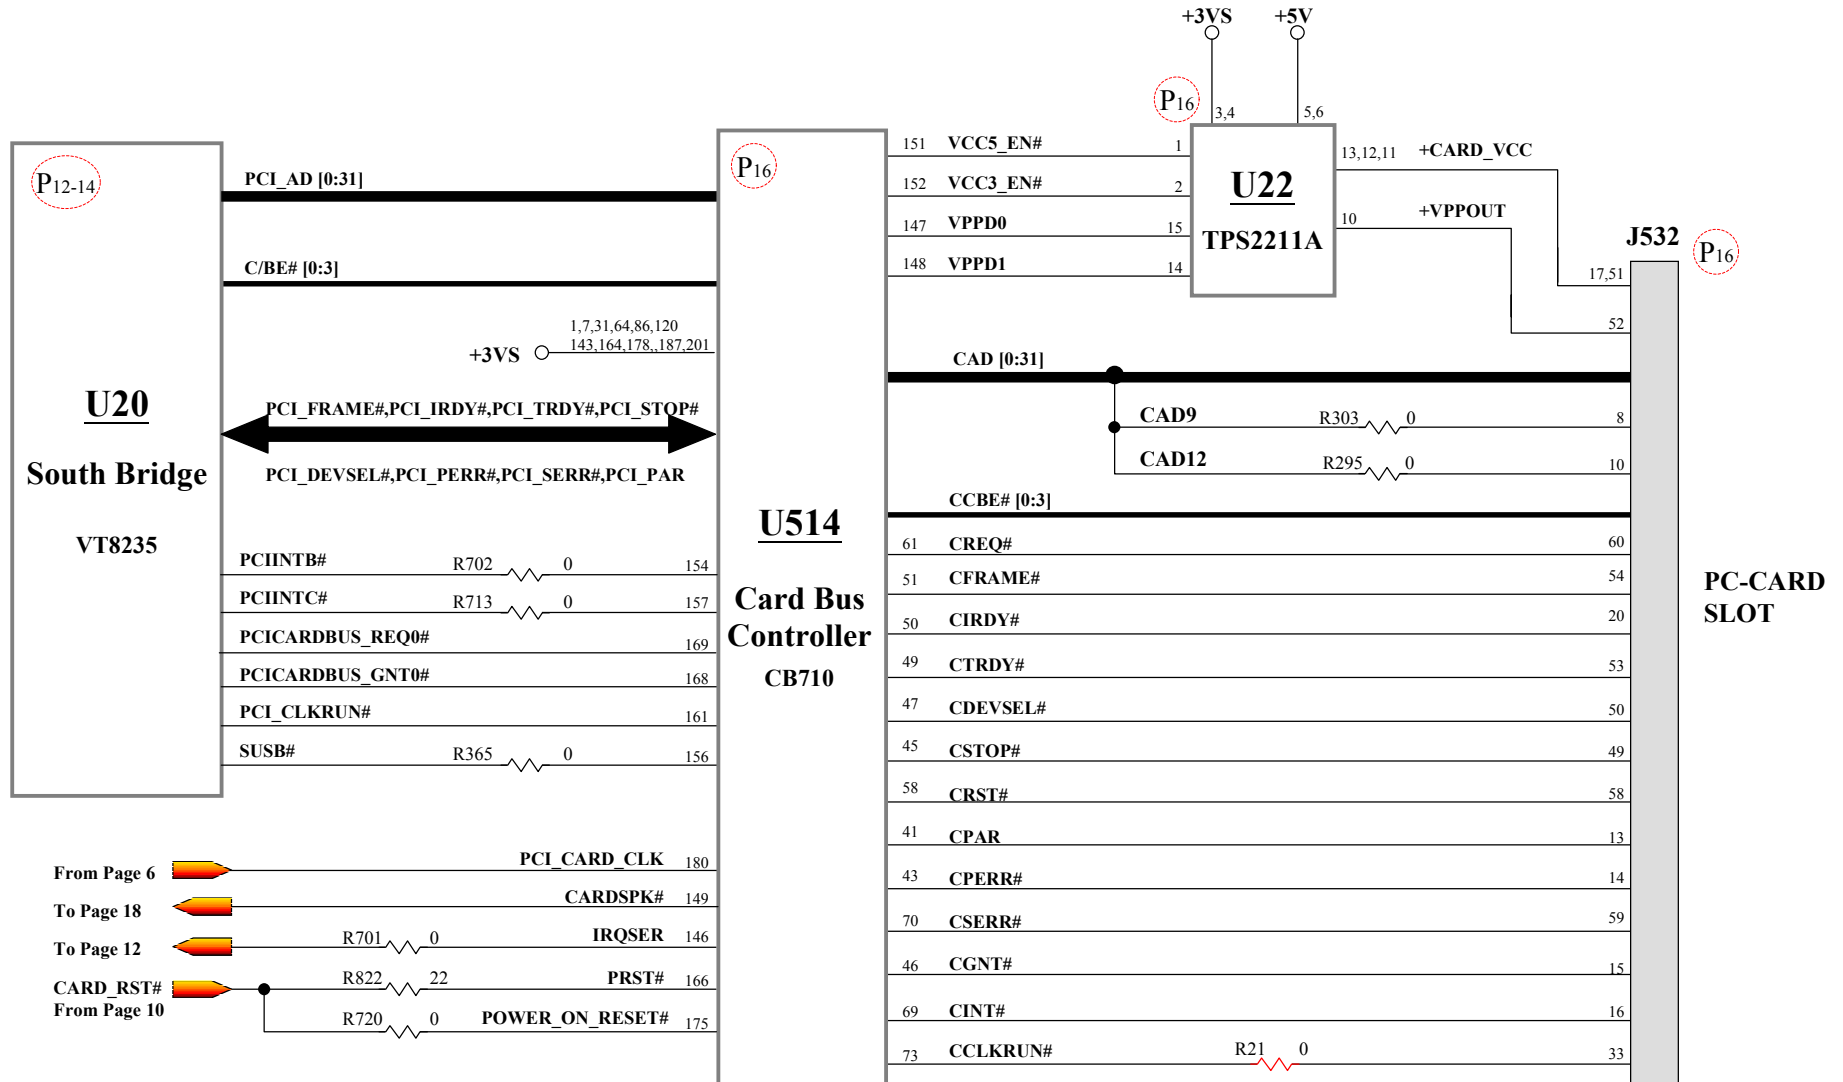 +3VS
+5V
P16
3,4
5,6
P12-14
PCI_AD [0:31]
P16
151 VCC5_EN# 1
13,12,11 +CARD_VCC
152 VCC3_EN# 2
U22
147 VPPD0 15
10 +VPPOUT
TPS2211A
148 VPPD1 14
J532
P16
C/BE# [0:3]
17,51
52
1,7,31,64,86,120
+3VS
143,164,178,,187,201
CAD [0:31]
U20
PCI_FRAME#,PCI_IRDY#,PCI_TRDY#,PCI_STOP#
CAD9 R303 0 8
South Bridge
PCI_DEVSEL#,PCI_PERR#,PCI_SERR#,PCI_PAR
CAD12 R295 0 10
CCBE# [0:3]
U514
VT8235
61 CREQ# 60
PCIINTB# R702 0 154
51 CFRAME# 54
PC-CARD
SLOT
PCIINTC# R713 0 157
Card Bus
Controller
CB710
50 CIRDY# 20
PCICARDBUS_REQ0# 169
49 CTRDY# 53
PCICARDBUS_GNT0# 168
47 CDEVSEL# 50
PCI_CLKRUN# 161
45 CSTOP# 49
SUSB# R365 0 156
58 CRST# 58
41 CPAR 13
From Page 6 PCI_CARD_CLK 180
43 CPERR# 14
To Page 18 CARDSPK# 149
70 CSERR# 59
To Page 12 R701 0 IRQSER 146
46 CGNT# 15
CARD_RST# R822 22 PRST# 166
From Page 10
69 CINT# 16
R720 0 POWER_ON_RESET# 175
73 CCLKRUN# R21 0 33